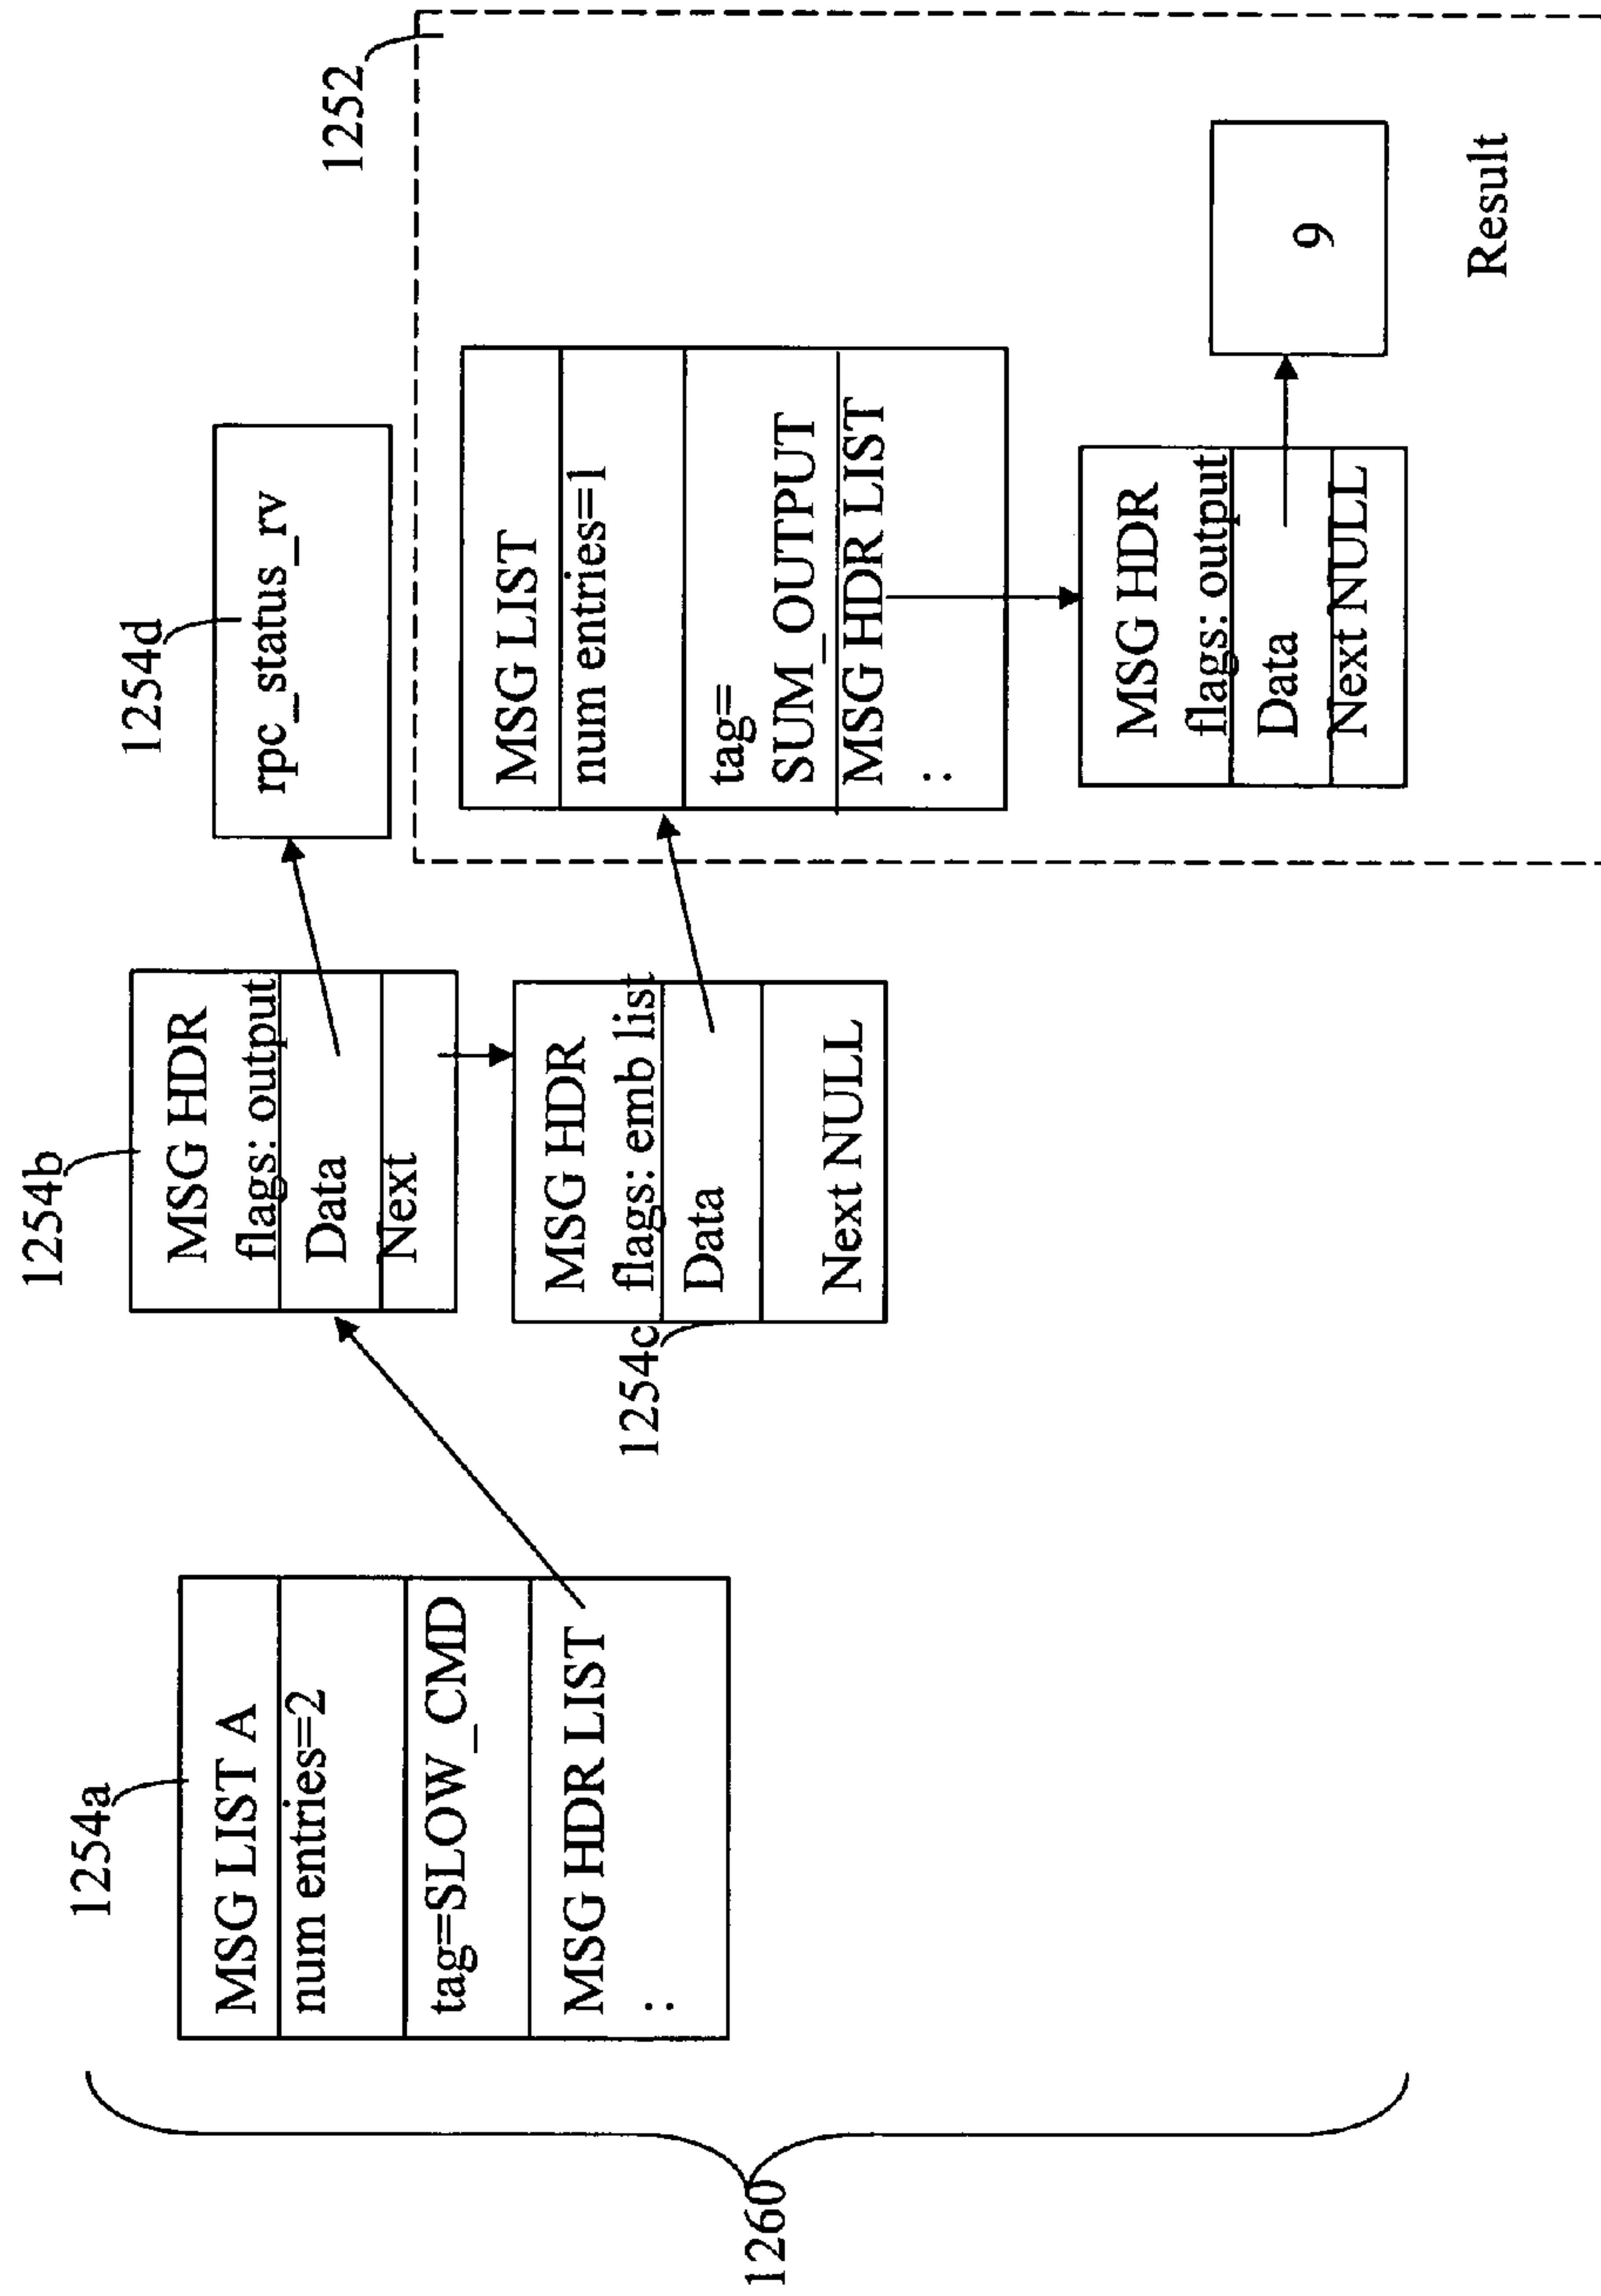 1260
1254a
MSG LIST A
num entries=2
tag=SLOW_CMD
MSG HDR LIST
:
1254b
MSG HDR
flags: output
Data
Next
1254c
MSG HDR
flags: emb list
Data
Next NULL
1254d
rpc_status_rv
1252
MSG LIST
num entries=1
tag=
SUM_OUTPUT
MSG HDR LIST
:
MSG HDR
flags: output
Data
Next NULL
9
Result